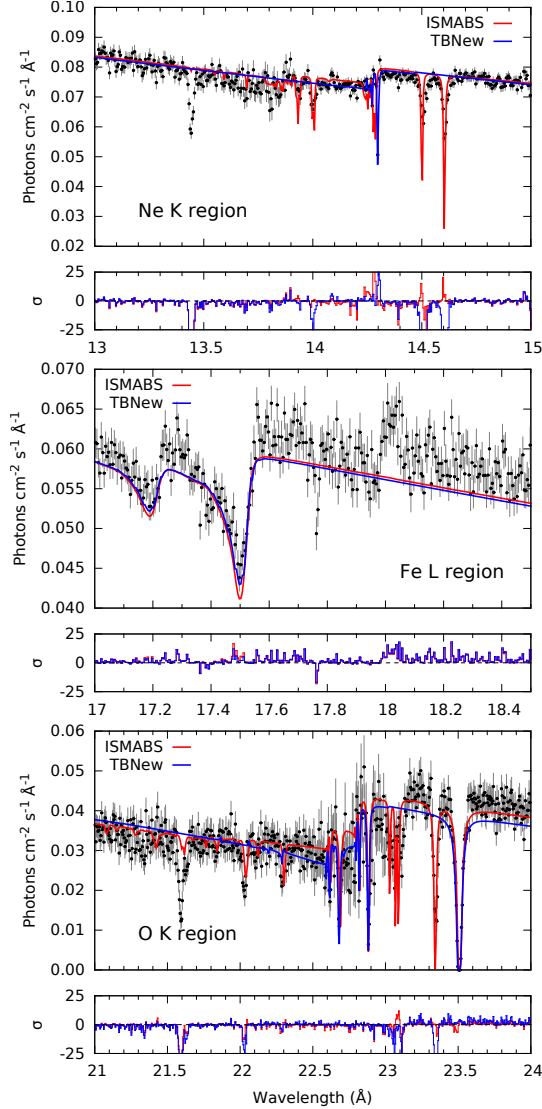 ISMABS
TBNew
0.10
0.09
0.08
0.07
0.06
0.05
0.04
0.03
0.02
Photons cm⁻² s⁻¹ Å⁻¹
Ne K region
25
0
-25
σ
13 13.5 14 14.5 15
ISMABS
TBNew
0.070
0.065
0.060
0.055
0.050
0.045
0.040
Photons cm⁻² s⁻¹ Å⁻¹
Fe L region
25
0
-25
σ
17 17.2 17.4 17.6 17.8 18 18.2 18.4
ISMABS
TBNew
0.06
0.05
0.04
0.03
0.02
0.01
0.00
Photons cm⁻² s⁻¹ Å⁻¹
O K region
25
0
-25
σ
21 21.5 22 22.5 23 23.5 24
Wavelength (Å)